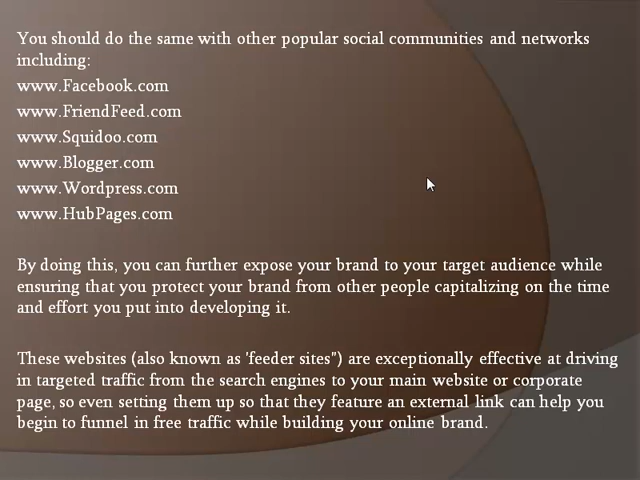 You should do the same with other popular social communities and networks
including:
www.Facebook.com
www.FriendFeed.com
www.Squidoo.com
www.Blogger.com
www.Wordpress.com
www.HubPages.com
By doing this, you can further expose your brand to your target audience while
ensuring that you protect your brand from other people capitalizing on the time
and effort you put into developing it.
These websites (also known as 'feeder sites") are exceptionally effective at driving
in targeted traffic from the search engines to your main website or corporate
page, so even setting them up so that they feature an external link can help you
begin to funnel in free traffic while building your online brand.